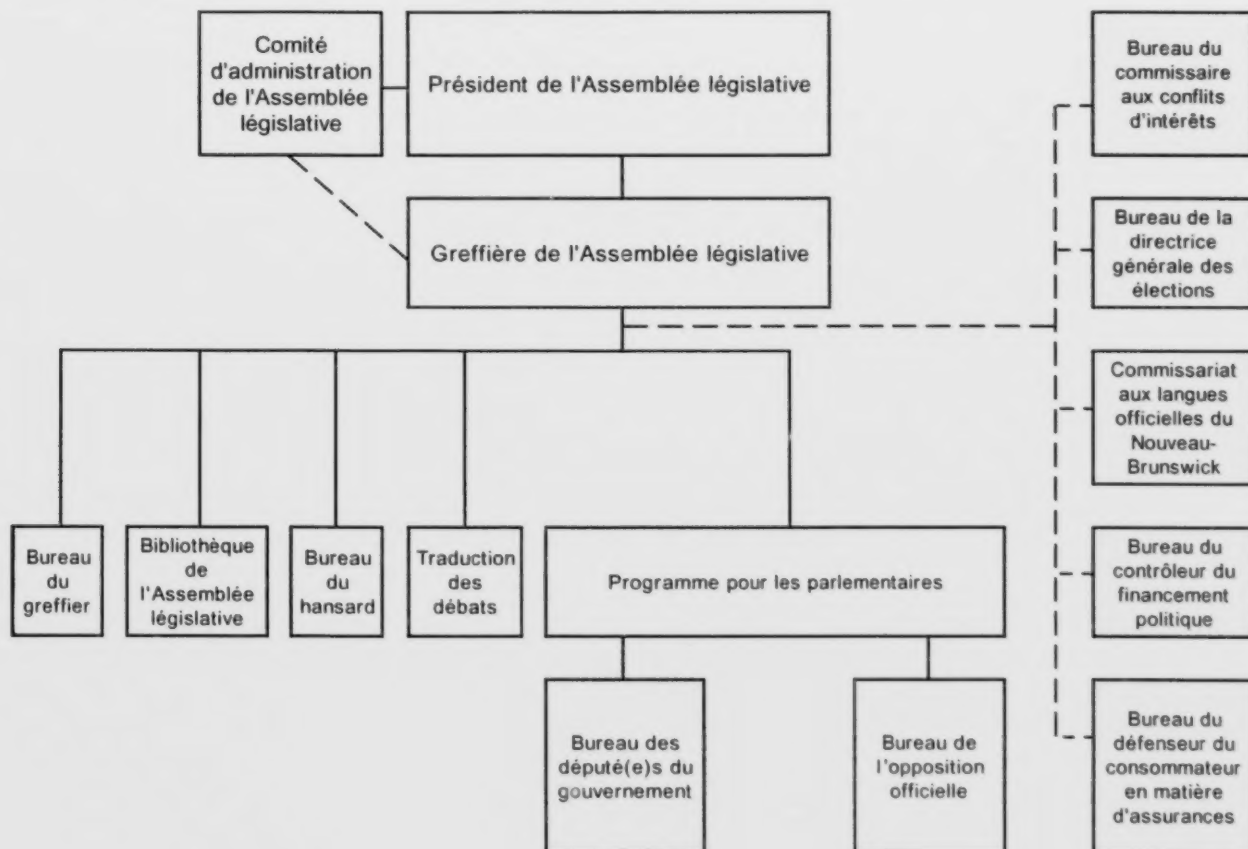 Comité
d'administration
de l'Assemblée
législative
Président de l'Assemblée législative
Greffière de l'Assemblée législative
Bureau
du
greffier
Bibliothèque
de
l'Assemblée
législative
Bureau
du
hansard
Traduction
des
débats
Programme pour les parlementaires
Bureau des
député(e)s du
gouvernement
Bureau de
l'opposition
officielle
Bureau du
commissaire
aux conflits
d'intérêts
Bureau de la
directrice
générale des
élections
Commissariat
aux langues
officielles du
Nouveau-
Brunswick
Bureau du
contrôleur du
financement
politique
Bureau du
défenseur du
consommateur
en matière
d'assurances